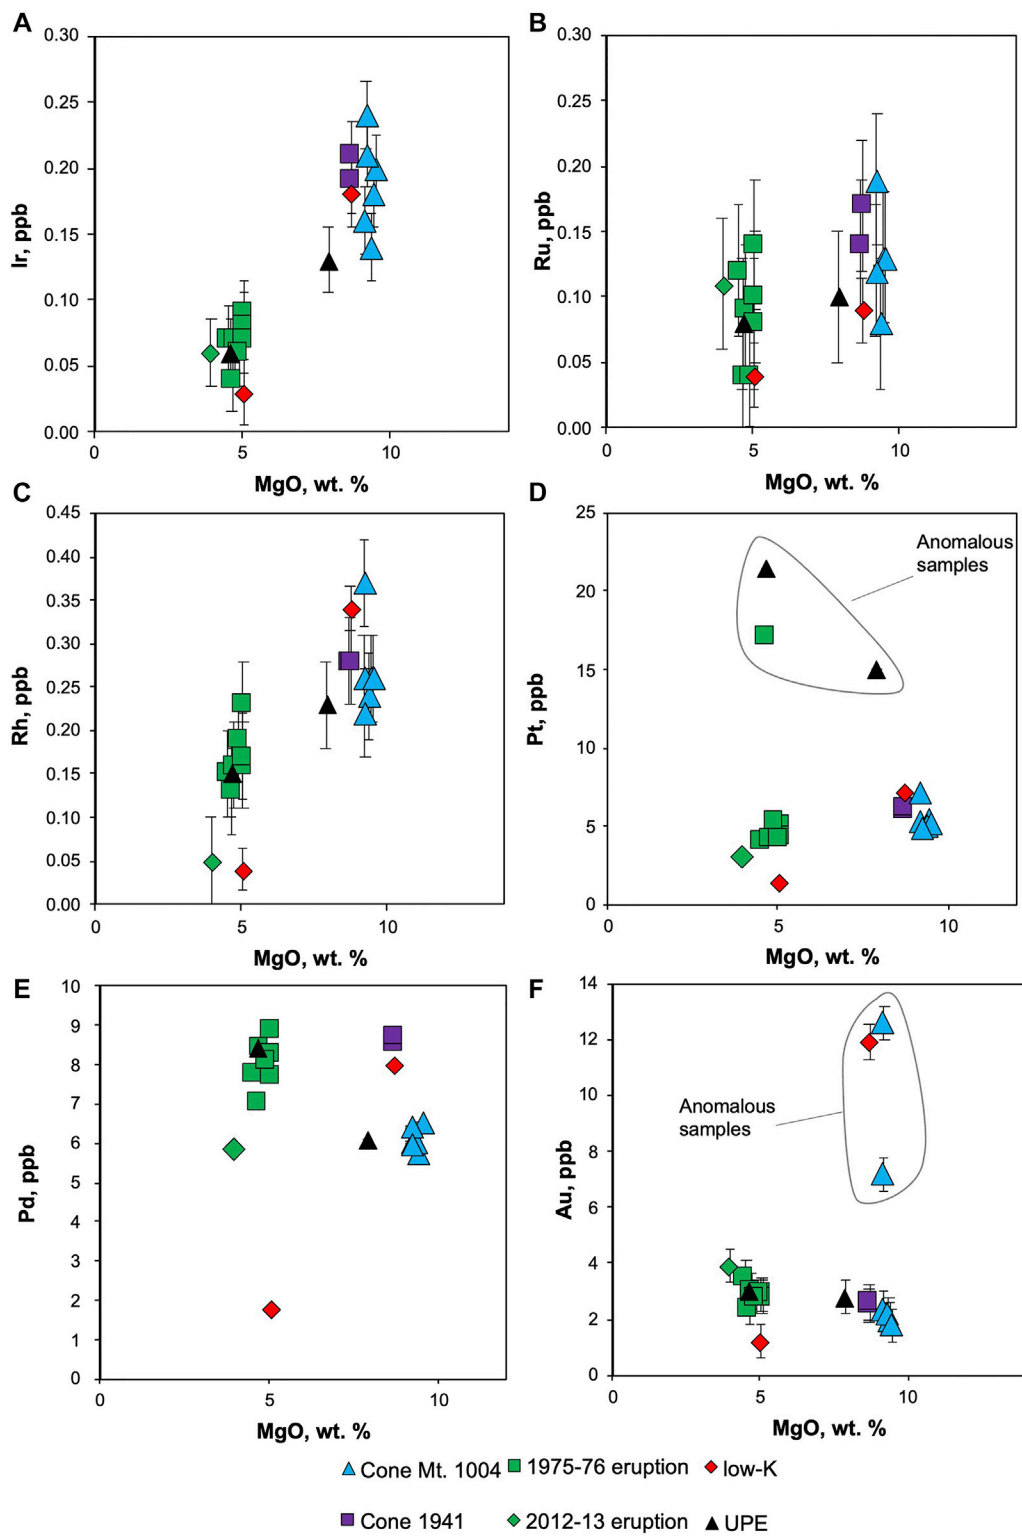 A
0.30
0.25
0.20
0.15
0.10
0.05
0.00
Ir, ppb
0
5
10
MgO, wt. %
B
0.30
0.25
0.20
0.15
0.10
0.05
0.00
Ru, ppb
0
5
10
MgO, wt. %
C
0.45
0.40
0.35
0.30
0.25
0.20
0.15
0.10
0.05
0.00
Rh, ppb
0
5
10
MgO, wt. %
D
25
20
15
10
5
0
Pt, ppb
Anomalous
samples
0
5
10
MgO, wt. %
E
10
9
8
7
6
5
4
3
2
1
0
Pd, ppb
0
5
10
MgO, wt. %
F
14
12
10
8
6
4
2
0
Au, ppb
Anomalous
samples
0
5
10
MgO, wt. %
Cone Mt. 1004 1975-76 eruption low-K
Cone 1941 2012-13 eruption UPE